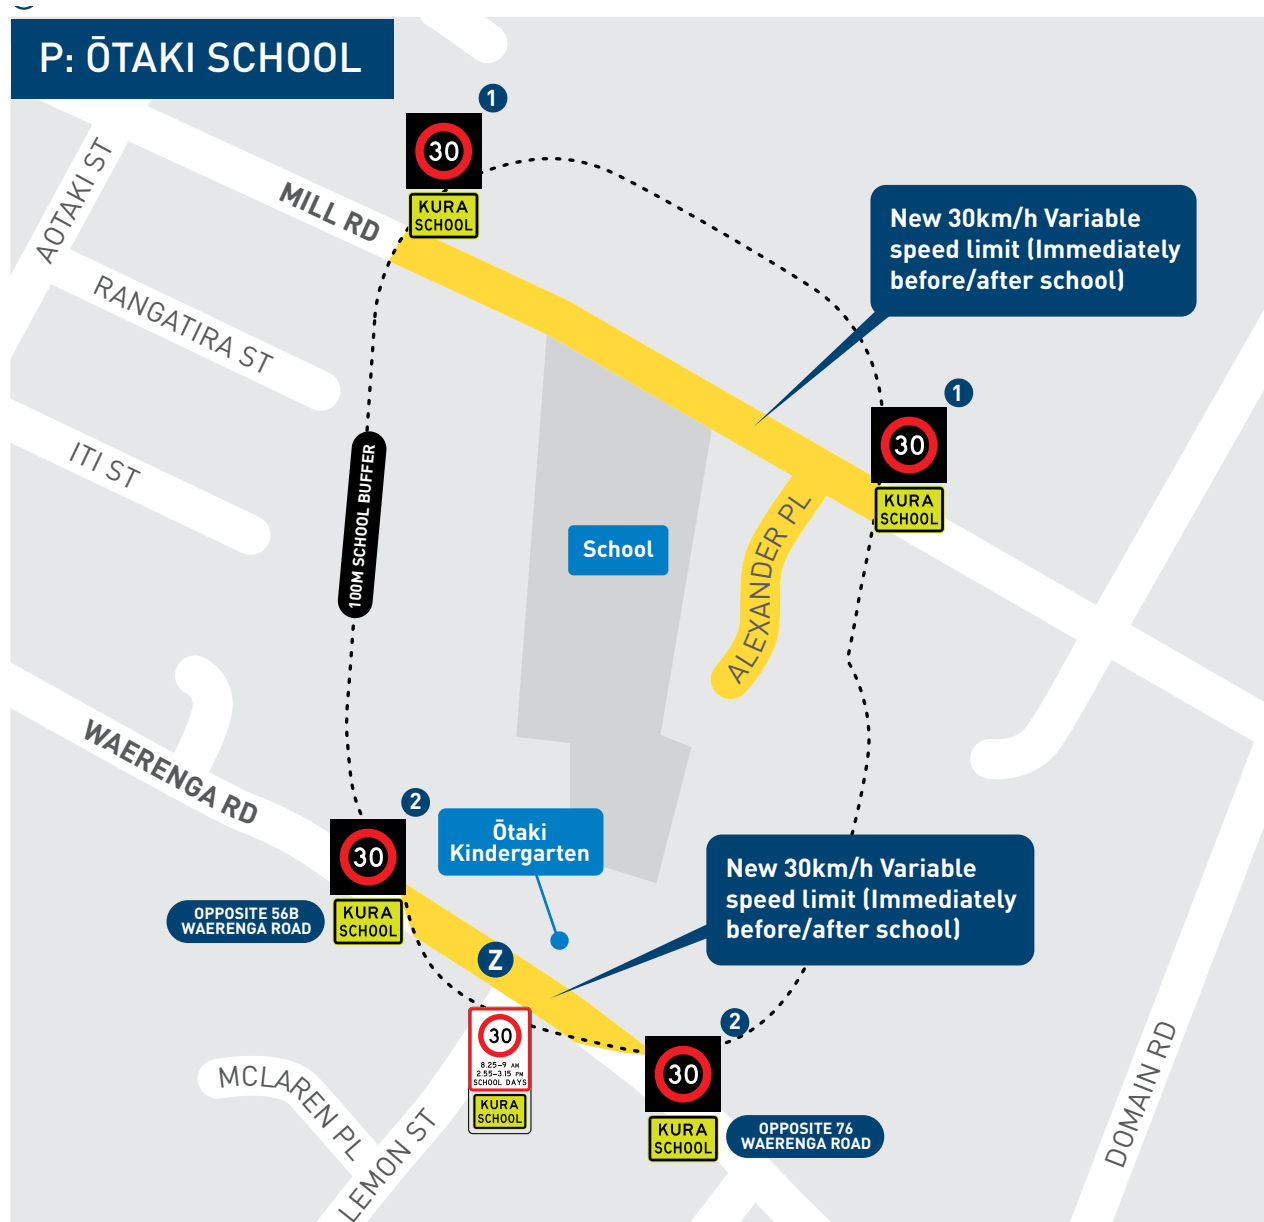 P: ŌTAKI SCHOOL
1
30
KURA
SCHOOL
MILL RD
AOTAKI ST
RANGATIRA ST
ITI ST
New 30km/h Variable
speed limit (Immediately
before/after school)
1
30
KURA
SCHOOL
100M SCHOOL BUFFER
School
ALEXANDER PL
WAERENGA RD
2
30
KURA
SCHOOL
OPPOSITE 56B
WAERENGA ROAD
Ōtaki
Kindergarten
New 30km/h Variable
speed limit (Immediately
before/after school)
Z
30
8.25–9 AM
2.55–3.15 PM
SCHOOL DAYS
KURA
SCHOOL
2
30
KURA
SCHOOL
OPPOSITE 76
WAERENGA ROAD
MCLAREN PL
LEMON ST
DOMAIN RD